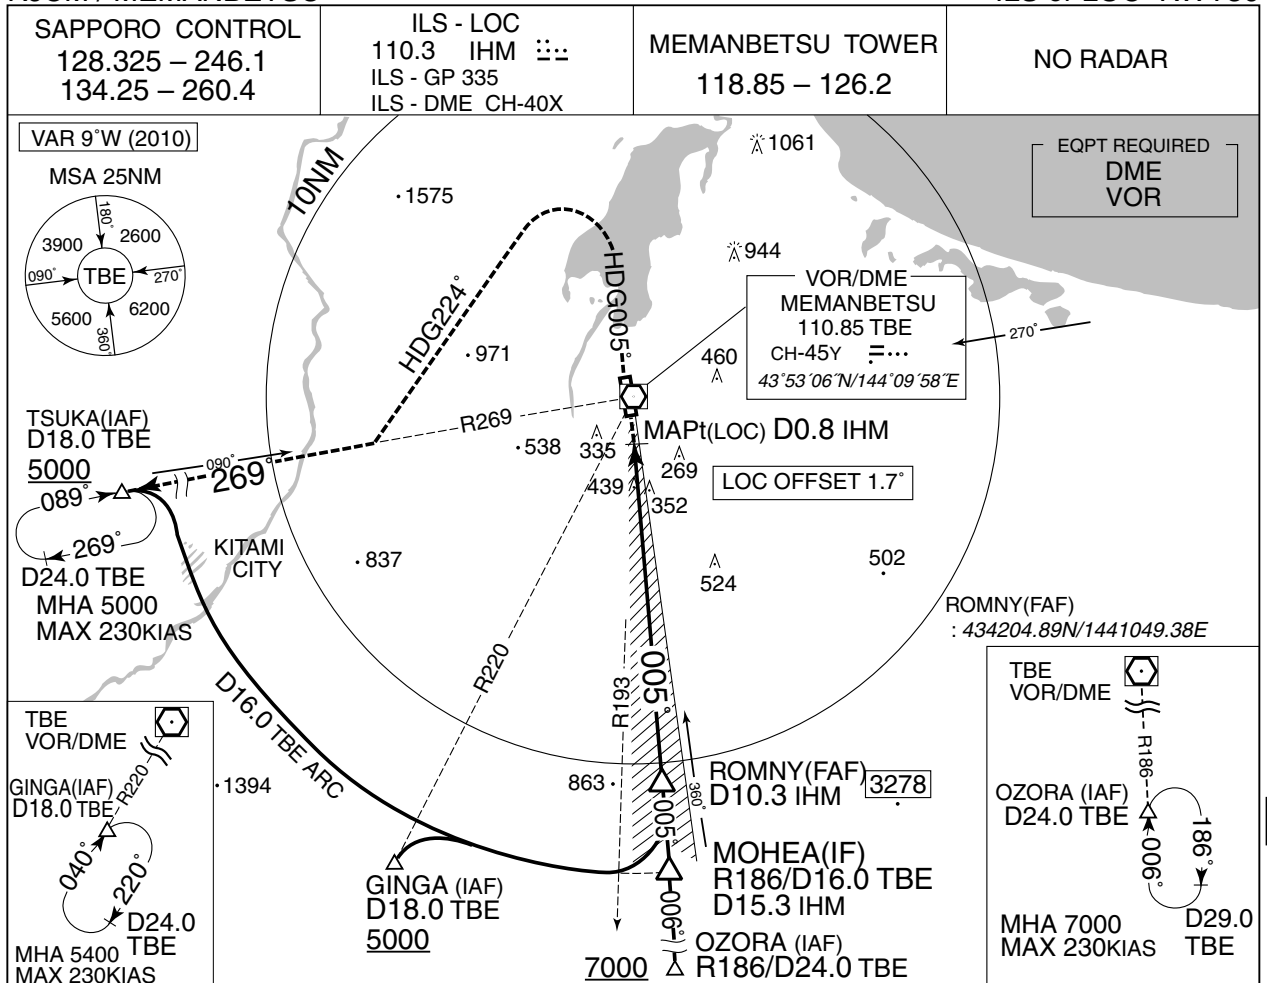 SAPPORO CONTROL
128.325 – 246.1
134.25 – 260.4
ILS - LOC
110.3 IHM
ILS - GP 335
ILS - DME CH-40X
MEMANBETSU TOWER
118.85 – 126.2
NO RADAR
VAR 9°W (2010)
MSA 25NM
180°
3900
2600
090°
TBE
270°
5600
6200
360°
10NM
1575
1061
EQPT REQUIRED
DME
VOR
944
HDG005°
HDG224°
VOR/DME
MEMANBETSU
110.85 TBE
CH-45Y
43°53´06˝N/144°09´58˝E
270°
971
460
TSUKA(IAF)
D18.0 TBE
5000
R269
538
335
MAPt(LOC) D0.8 IHM
269
LOC OFFSET 1.7°
439
352
090°
269°
089°
269°
D24.0 TBE
MHA 5000
MAX 230KIAS
KITAMI
CITY
837
524
502
ROMNY(FAF)
: 434204.89N/1441049.38E
005°
R220
R193
D16.0 TBE ARC
TBE
VOR/DME
R220
GINGA(IAF)
D18.0 TBE
040°
220°
D24.0
TBE
MHA 5400
MAX 230KIAS
1394
863
ROMNY(FAF)
D10.3 IHM
3278
360°
005°
MOHEA(IF)
R186/D16.0 TBE
D15.3 IHM
GINGA (IAF)
D18.0 TBE
5000
006°
OZORA (IAF)
R186/D24.0 TBE
7000
TBE
VOR/DME
R186
OZORA (IAF)
D24.0 TBE
006°
186°
MHA 7000
MAX 230KIAS
D29.0
TBE